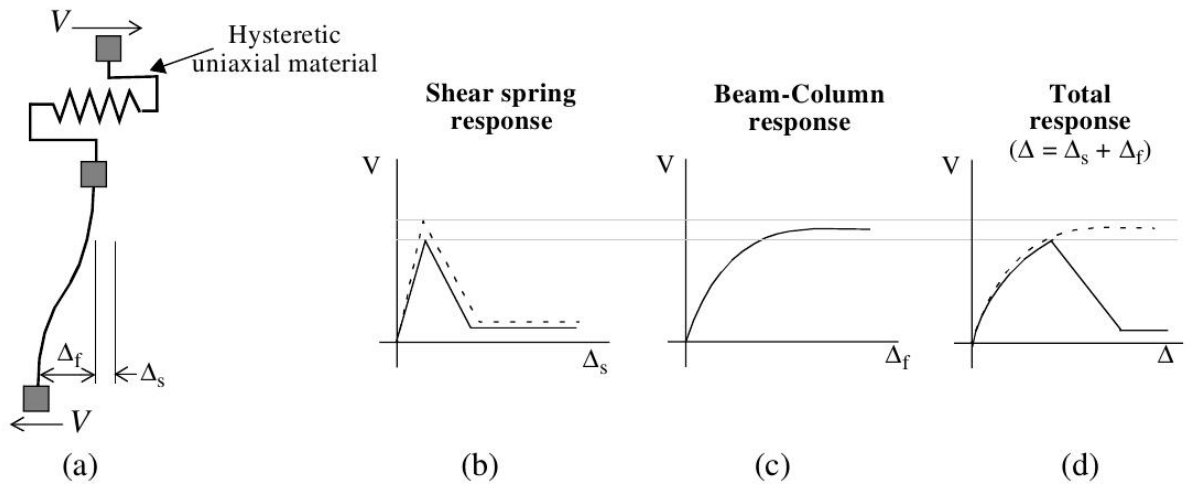 V
Hysteretic
uniaxial material
Δf
Δs
V
(a)
Shear spring
response
V
Δs
(b)
Beam-Column
response
V
Δf
(c)
Total
response
(Δ = Δs + Δf)
V
Δ
(d)